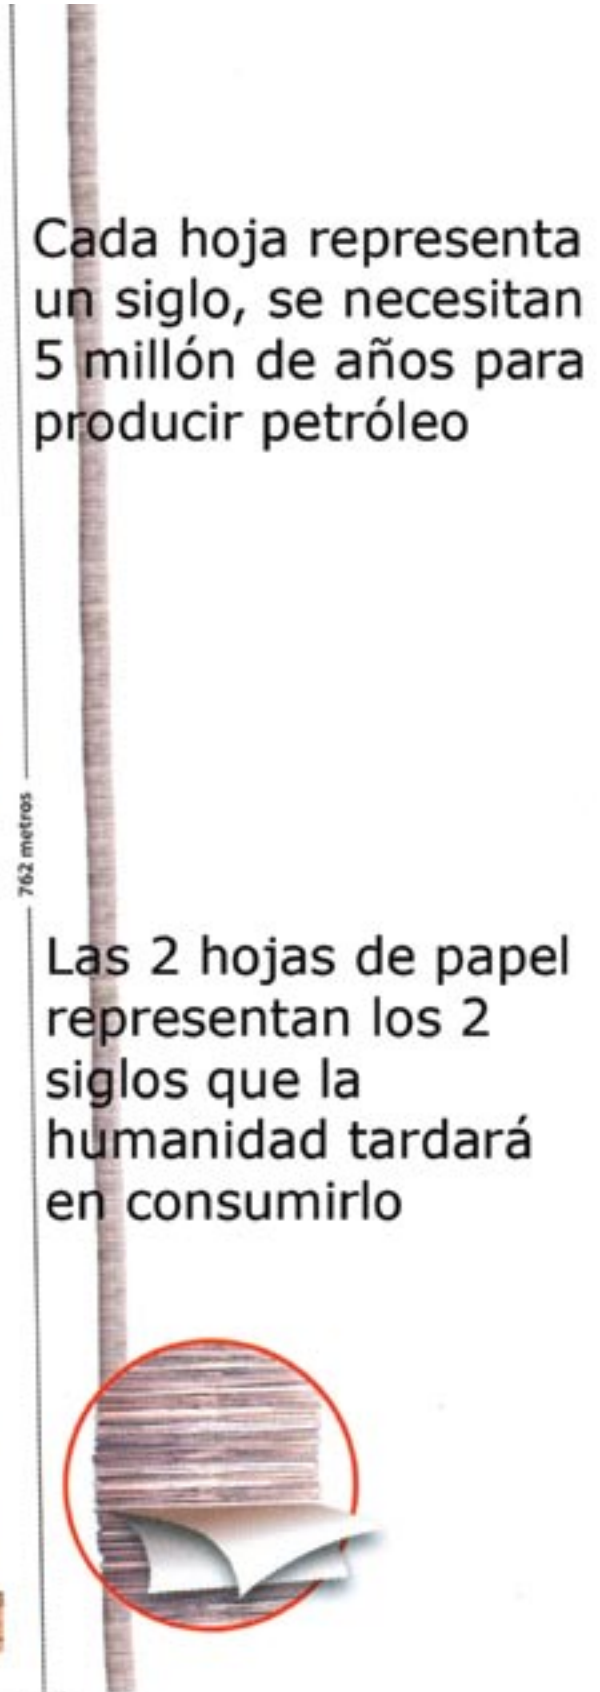 Cada hoja representa
un siglo, se necesitan
5 millón de años para
producir petróleo
762 metros
Las 2 hojas de papel
representan los 2
siglos que la
humanidad tardará
en consumirlo